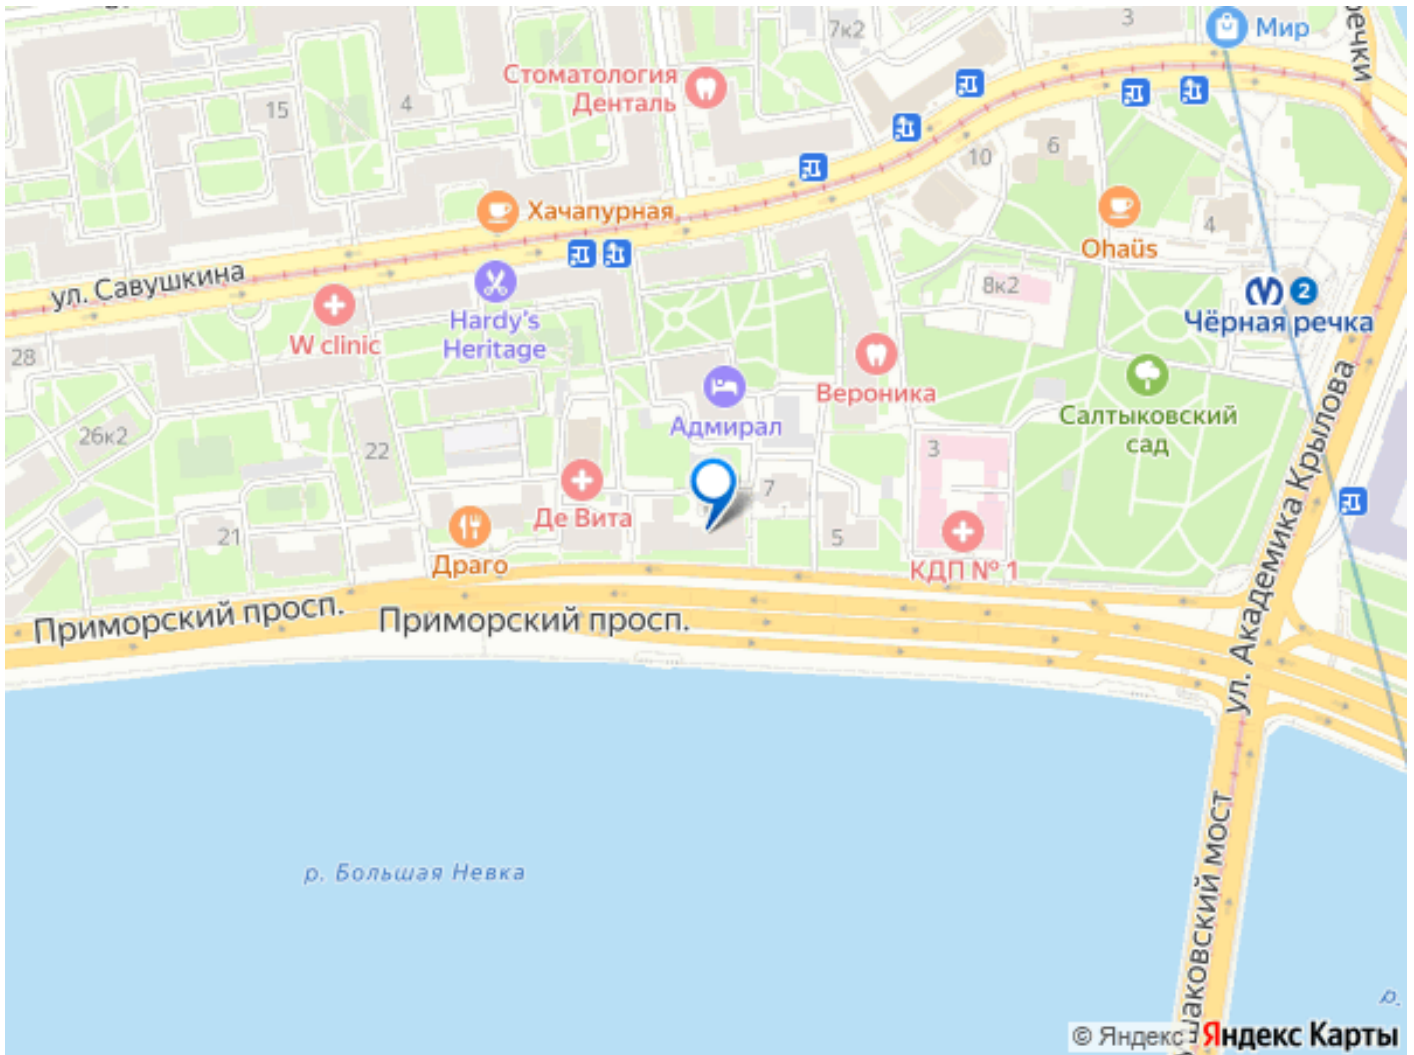 3
7к2
Мир
речки
Стоматология
Денталь
15
4
6
10
Хачапурная
Ohaüs
4
ул. Савушкина
8к2
2
Чёрная речка
Hardy's
Heritage
W clinic
28
Вероника
Адмирал
Салтыковский
сад
26к2
22
3
7
Де Вита
21
5
Драго
КДП № 1
ул. Академика Крылова
Приморский просп.
Приморский просп.
р. Большая Невка
аковский мост
р.
© Яндекс
Яндекс Карты